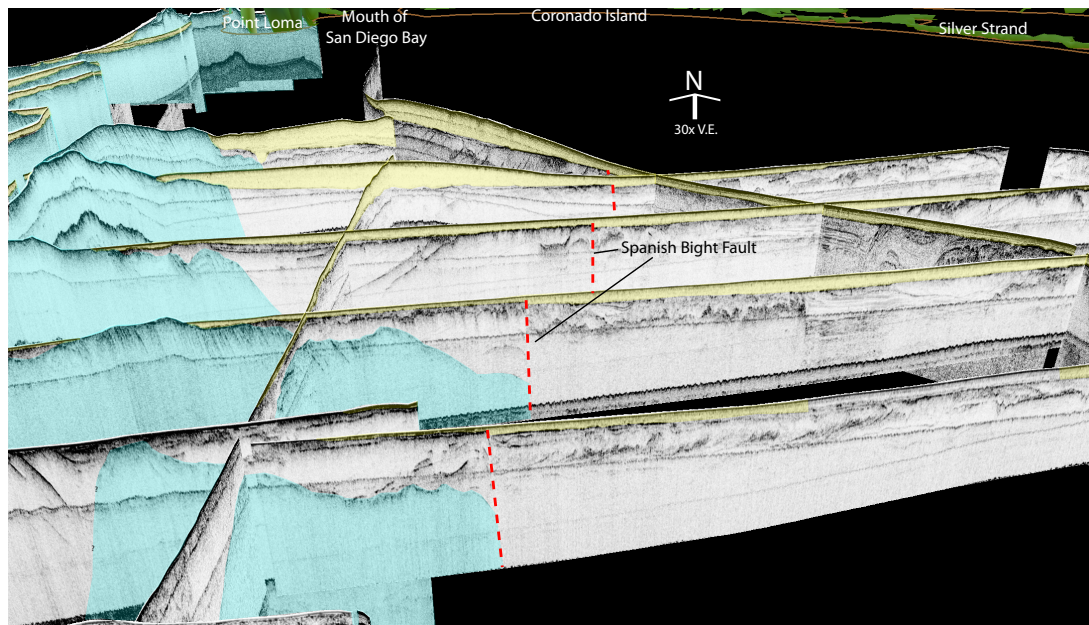 Point Loma
Mouth of
San Diego Bay
Coronado Island
Silver Strand
N
30x V.E.
Spanish Bight Fault
?